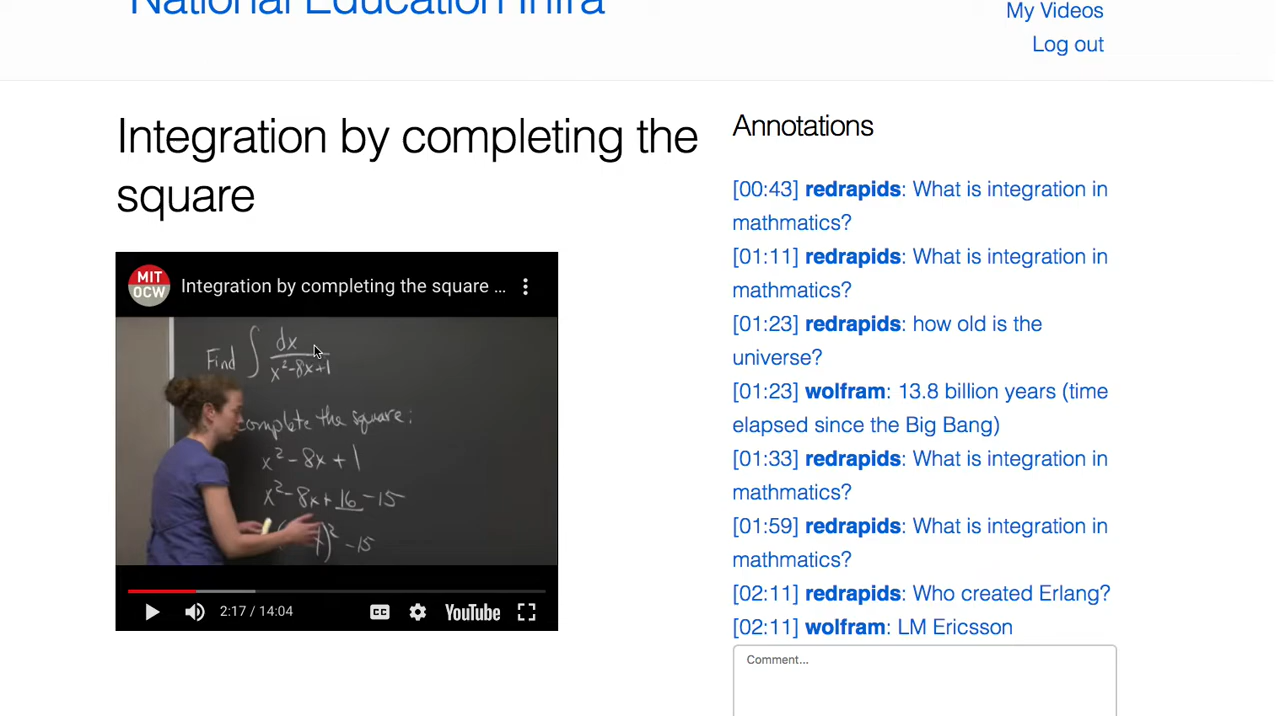 National Education Infra
My Videos
Log out
Integration by completing the
square
MIT
OCW
Integration by completing the square ...
Find ∫ dx
x²-8x+1
complete the square:
x² - 8x + 1
x² - 8x + 16 - 15
)² - 15
2:17 / 14:04
CC
YouTube
Annotations
[00:43] redrapids: What is integration in
mathmatics?
[01:11] redrapids: What is integration in
mathmatics?
[01:23] redrapids: how old is the
universe?
[01:23] wolfram: 13.8 billion years (time
elapsed since the Big Bang)
[01:33] redrapids: What is integration in
mathmatics?
[01:59] redrapids: What is integration in
mathmatics?
[02:11] redrapids: Who created Erlang?
[02:11] wolfram: LM Ericsson
Comment...